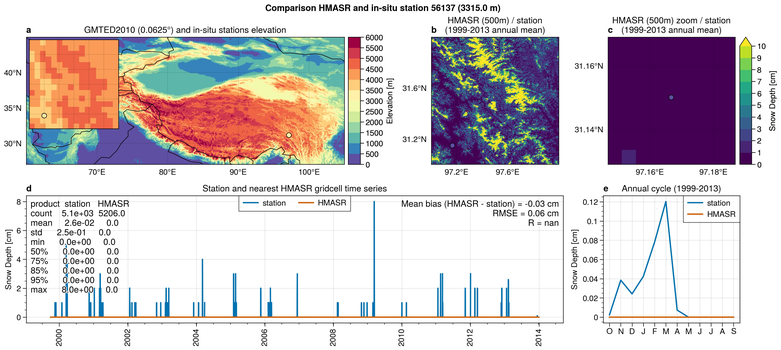 Comparison HMASR and in-situ station 56137 (3315.0 m)
a GMTED2010 (0.0625°) and in-situ stations elevation
40°N
35°N
30°N
70°E 80°E 90°E 100°E
6000
5500
5000
4500
4000
3500
3000
2500
2000
1500
1000
500
0
Elevation [m]
b HMASR (500m) / station
(1999-2013 annual mean)
31.6°N
31.2°N
97.2°E 97.6°E
c HMASR (500m) zoom / station
(1999-2013 annual mean)
31.16°N
31.14°N
97.16°E 97.18°E
10
9
8
7
6
5
4
3
2
1
0
Snow Depth [cm]
d Station and nearest HMASR gridcell time series
product station HMASR
count 5.1e+03 5206.0
mean 2.6e-02 0.0
std 2.5e-01 0.0
min 0.0e+00 0.0
50% 0.0e+00 0.0
75% 0.0e+00 0.0
85% 0.0e+00 0.0
95% 0.0e+00 0.0
max 8.0e+00 0.0
station
HMASR
Mean bias (HMASR - station) = -0.03 cm
RMSE = 0.06 cm
R = nan
Snow Depth [cm]
8
6
4
2
0
2000 2002 2004 2006 2008 2010 2012 2014
e Annual cycle (1999-2013)
station
HMASR
Snow Depth [cm]
0.12
0.1
0.08
0.06
0.04
0.02
0
O N D J F M A M J J A S